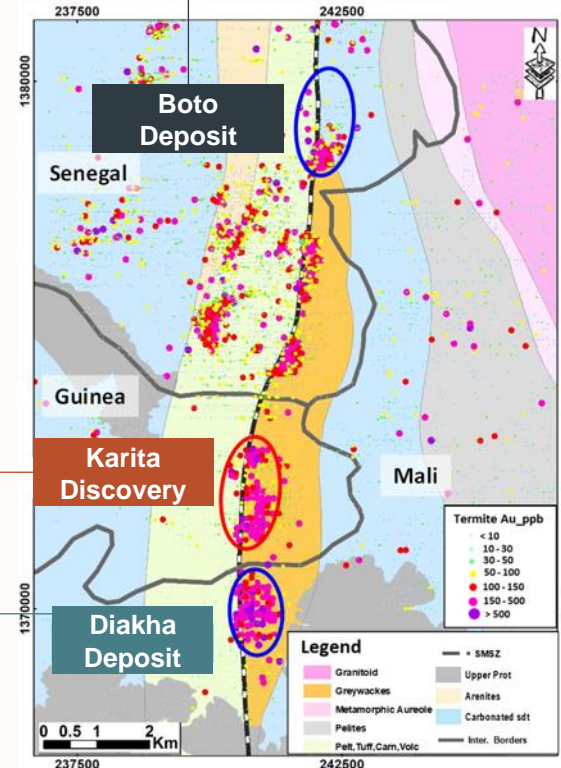 237500 242500
N
1380000
Boto
Deposit
Senegal
Guinea
Karita
Discovery
Mali
Termite Au_ppb
< 10
10 - 30
30 - 50
50 - 100
100 - 150
150 - 500
> 500
1370000
Diakha
Deposit
Legend
Granitoid
Greywackes
Metamorphic Aureole
Pelites
Pelt,Tuff,Carn,Volc
SMSZ
Upper Prot
Arenites
Carbonated sdt
Inter. Borders
0 0.5 1 2
Km
237500 242500